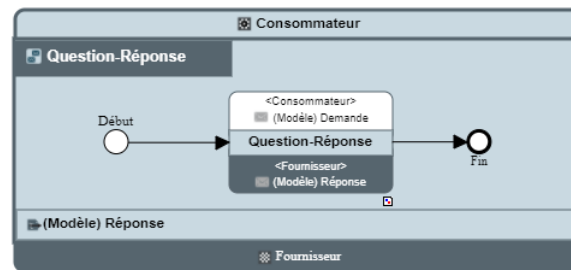 Consommateur
Question-Réponse
Début
<Consommateur>
(Modèle) Demande
Question-Réponse
<Fournisseur>
(Modèle) Réponse
Fin
(Modèle) Réponse
Fournisseur